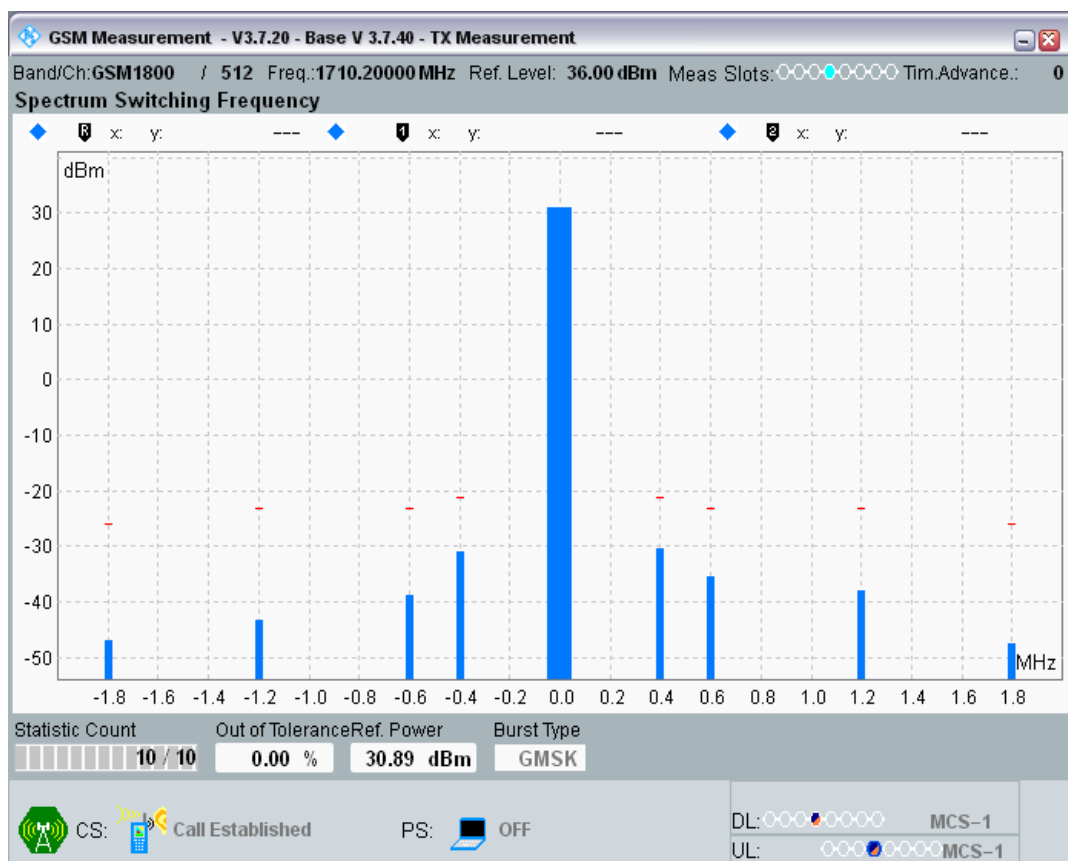 GSM Measurement - V3.7.20 - Base V 3.7.40 - TX Measurement
Band/Ch:GSM1800 / 512 Freq.:1710.20000 MHz Ref. Level: 36.00 dBm Meas Slots: Tim.Advance.: 0
Spectrum Switching Frequency
R x: y: --- 1 x: y: --- 2 x: y: ---
dBm
30
20
10
0
-10
-20
-30
-40
-50
MHz
-1.8 -1.6 -1.4 -1.2 -1.0 -0.8 -0.6 -0.4 -0.2 0.0 0.2 0.4 0.6 0.8 1.0 1.2 1.4 1.6 1.8
Statistic Count Out of Tolerance Ref. Power Burst Type
10 / 10 0.00 % 30.89 dBm GMSK
CS: Call Established PS: OFF
DL: MCS-1
UL: MCS-1